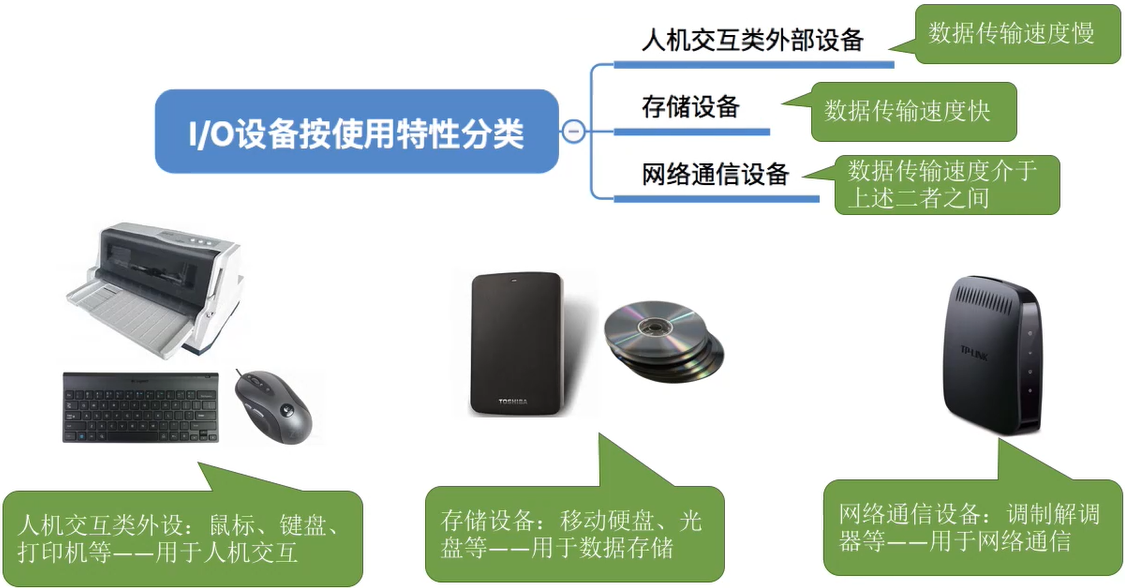 人机交互类外部设备
数据传输速度慢
存储设备
数据传输速度快
I/O设备按使用特性分类
网络通信设备
数据传输速度介于
上述二者之间
TOSHIBA
TP-LINK
人机交互类外设：鼠标、键盘、
打印机等——用于人机交互
存储设备：移动硬盘、光
盘等——用于数据存储
网络通信设备：调制解调
器等——用于网络通信